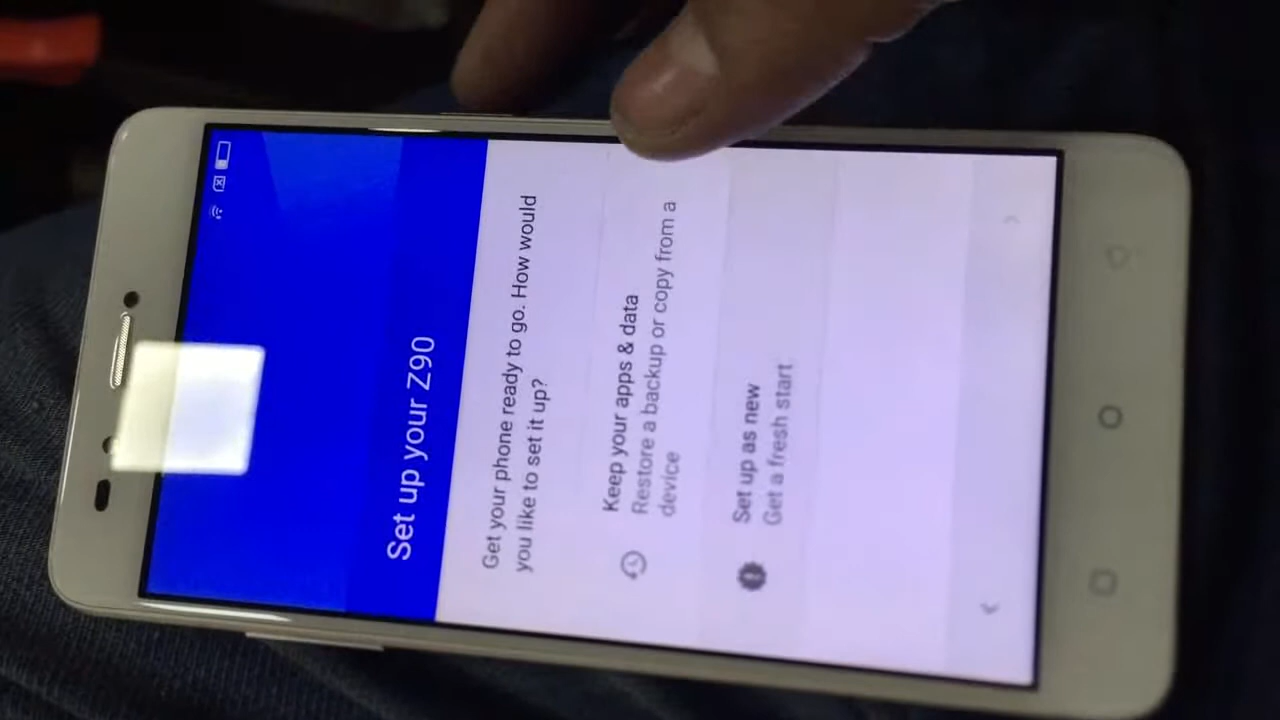 Set up your Z90
Get your phone ready to go. How would
you like to set it up?
Keep your apps & data
Restore a backup or copy from a
device
Set up as new
Get a fresh start